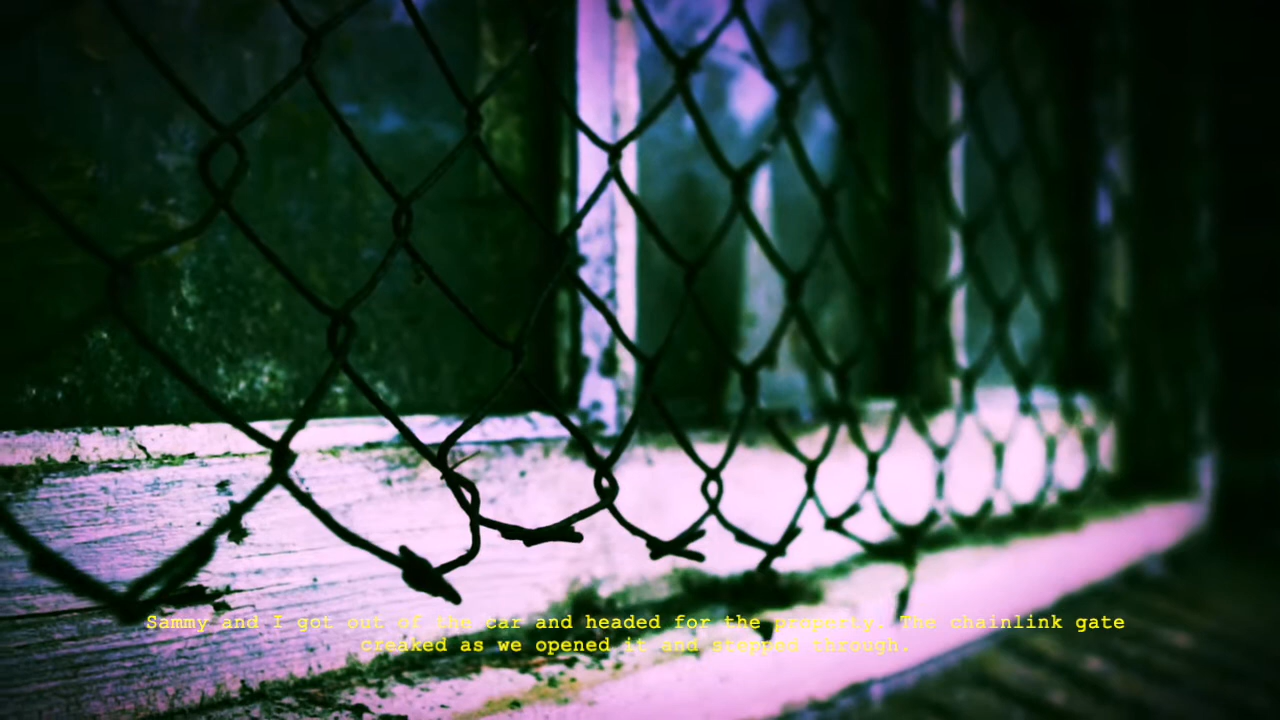 Sammy and I got out of the car and headed for the property. The chainlink gate
creaked as we opened it and stepped through.